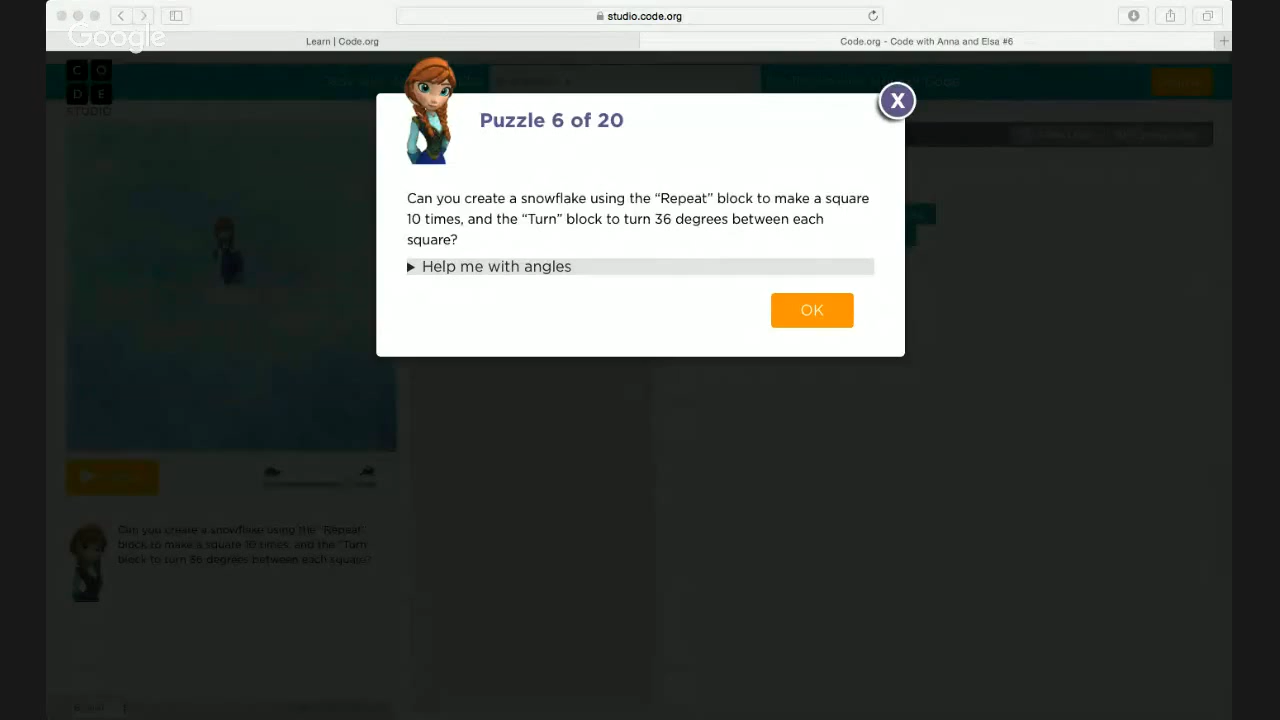 studio.code.org
Google
Learn | Code.org
Code.org - Code with Anna and Elsa #6
+
C O
D E
STUDIO
X
Puzzle 6 of 20
Can you create a snowflake using the “Repeat” block to make a square
10 times, and the “Turn” block to turn 36 degrees between each
square?
Help me with angles
OK
Can you create a snowflake using the “Repeat”
block to make a square 10 times, and the “Turn”
block to turn 36 degrees between each square?